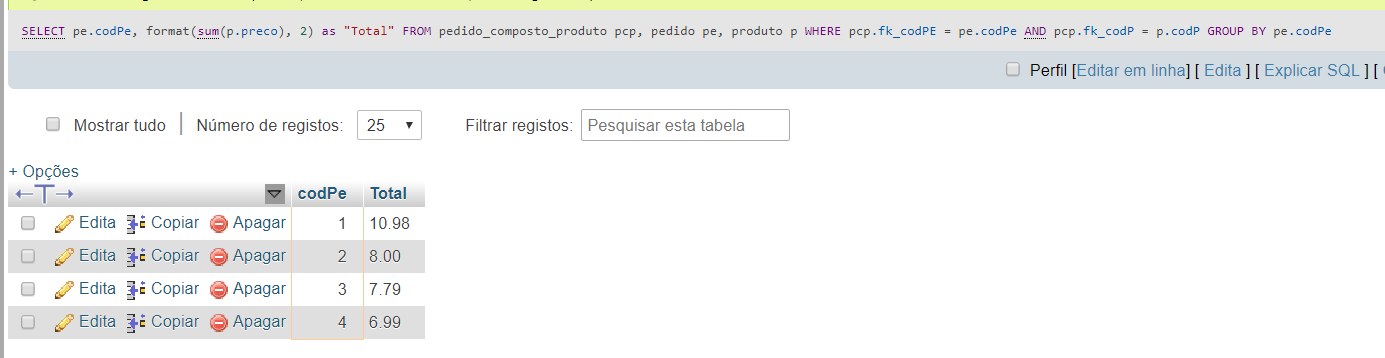 SELECT pe.codPe, format(sum(p.preco), 2) as "Total" FROM pedido_composto_produto pcp, pedido pe, produto p WHERE pcp.fk_codPE = pe.codPe AND pcp.fk_codP = p.codP GROUP BY pe.codPe
Perfil [Editar em linha] [ Edita ] [ Explicar SQL ] [
Mostrar tudo | Número de registos: 25 Filtrar registos: Pesquisar esta tabela
+ Opções
←T→ codPe Total
Edita Copiar Apagar 1 10.98
Edita Copiar Apagar 2 8.00
Edita Copiar Apagar 3 7.79
Edita Copiar Apagar 4 6.99